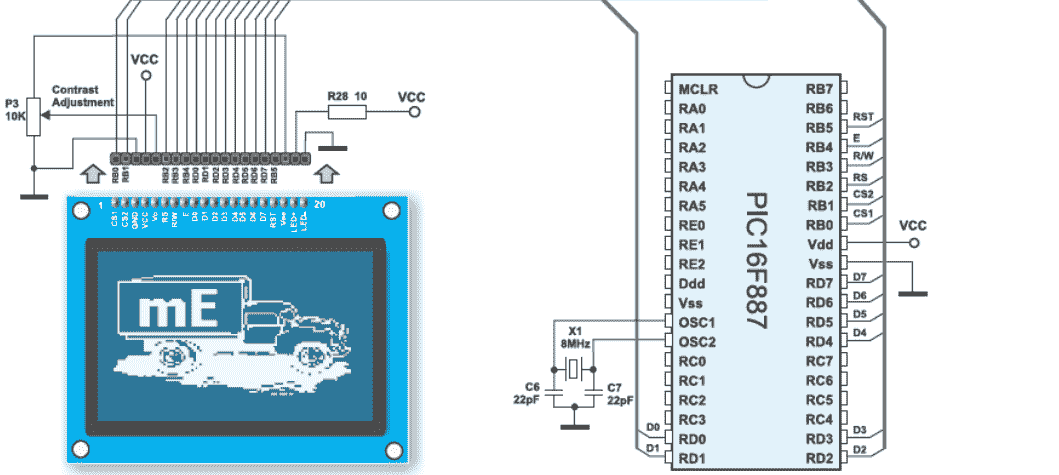 VCC
Contrast
Adjustment
P3
10K
R28 10
VCC
RB0
RB1
RB2
RB3
RB4
RD0
RD1
RD2
RD3
RD4
RD5
RD6
RD7
RB5
1
20
CS1
CS2
GND
VCC
Vo
RS
R/W
E
D0
D1
D2
D3
D4
D5
D6
D7
RST
Vee
LED+
LED-
mE
PIC16F887
MCLR
RA0
RA1
RA2
RA3
RA4
RA5
RE0
RE1
RE2
Ddd
Vss
OSC1
OSC2
RC0
RC1
RC2
RC3
RD0
RD1
RB7
RB6
RB5
RB4
RB3
RB2
RB1
RB0
Vdd
Vss
RD7
RD6
RD5
RD4
RC7
RC6
RC5
RC4
RD3
RD2
RST
E
R/W
RS
CS2
CS1
VCC
D7
D6
D5
D4
D3
D2
X1
8MHz
C6
22pF
C7
22pF
D0
D1